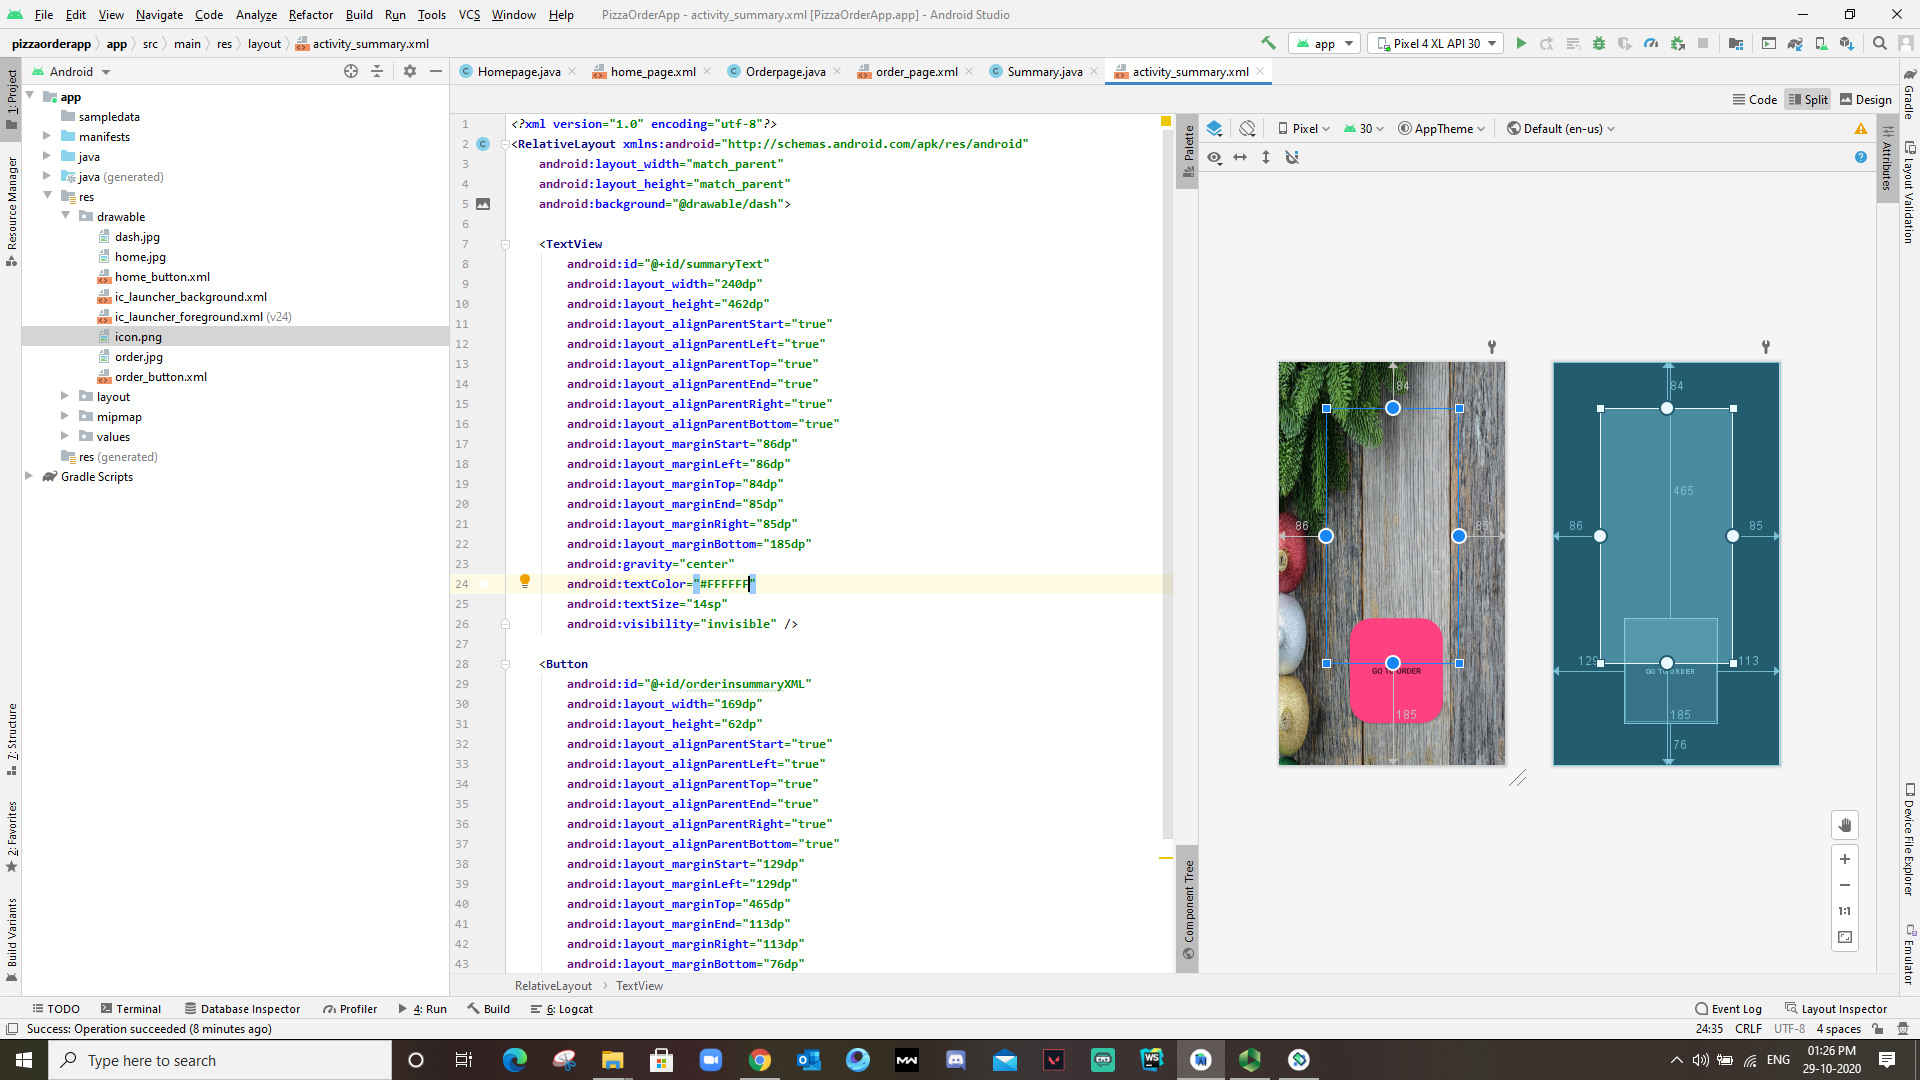 File Edit View Navigate Code Analyze Refactor Build Run Tools VCS Window Help PizzaOrderApp - activity_summary.xml [PizzaOrderApp.app] - Android Studio
pizzaorderapp app src main res layout activity_summary.xml app Pixel 4 XL API 30
Android Homepage.java home_page.xml Orderpage.java order_page.xml Summary.java activity_summary.xml
Code Split Design
Pixel 30 AppTheme Default (en-us)
1: Project
Resource Manager
7: Structure
2: Favorites
Build Variants
app
sampledata
manifests
java
java (generated)
res
drawable
dash.jpg
home.jpg
home_button.xml
ic_launcher_background.xml
ic_launcher_foreground.xml (v24)
icon.png
order.jpg
order_button.xml
layout
mipmap
values
res (generated)
Gradle Scripts
1 <?xml version="1.0" encoding="utf-8"?>
2 <RelativeLayout xmlns:android="http://schemas.android.com/apk/res/android"
3 android:layout_width="match_parent"
4 android:layout_height="match_parent"
5 android:background="@drawable/dash">
6
7 <TextView
8 android:id="@+id/summaryText"
9 android:layout_width="240dp"
10 android:layout_height="462dp"
11 android:layout_alignParentStart="true"
12 android:layout_alignParentLeft="true"
13 android:layout_alignParentTop="true"
14 android:layout_alignParentEnd="true"
15 android:layout_alignParentRight="true"
16 android:layout_alignParentBottom="true"
17 android:layout_marginStart="86dp"
18 android:layout_marginLeft="86dp"
19 android:layout_marginTop="84dp"
20 android:layout_marginEnd="85dp"
21 android:layout_marginRight="85dp"
22 android:layout_marginBottom="185dp"
23 android:gravity="center"
24 android:textColor="#FFFFFF"
25 android:textSize="14sp"
26 android:visibility="invisible" />
27
28 <Button
29 android:id="@+id/orderinsummaryXML"
30 android:layout_width="169dp"
31 android:layout_height="62dp"
32 android:layout_alignParentStart="true"
33 android:layout_alignParentLeft="true"
34 android:layout_alignParentTop="true"
35 android:layout_alignParentEnd="true"
36 android:layout_alignParentRight="true"
37 android:layout_alignParentBottom="true"
38 android:layout_marginStart="129dp"
39 android:layout_marginLeft="129dp"
40 android:layout_marginTop="465dp"
41 android:layout_marginEnd="113dp"
42 android:layout_marginRight="113dp"
43 android:layout_marginBottom="76dp"
RelativeLayout TextView
Palette
Component Tree
84
86 85
185
84
465
86 85
129 113
185
76
1:1
Attributes
Gradle
Layout Validation
Device File Explorer
Emulator
TODO Terminal Database Inspector Profiler 4: Run Build 6: Logcat Event Log Layout Inspector
Success: Operation succeeded (8 minutes ago) 24:35 CRLF UTF-8 4 spaces
Type here to search ENG 01:26 PM
29-10-2020